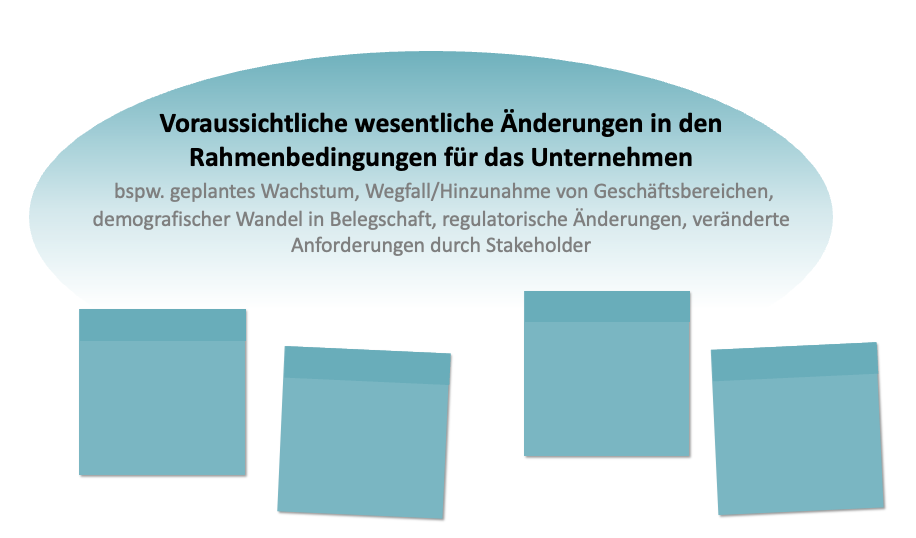 Voraussichtliche wesentliche Änderungen in den
Rahmenbedingungen für das Unternehmen
bspw. geplantes Wachstum, Wegfall/Hinzunahme von Geschäftsbereichen,
demografischer Wandel in Belegschaft, regulatorische Änderungen, veränderte
Anforderungen durch Stakeholder